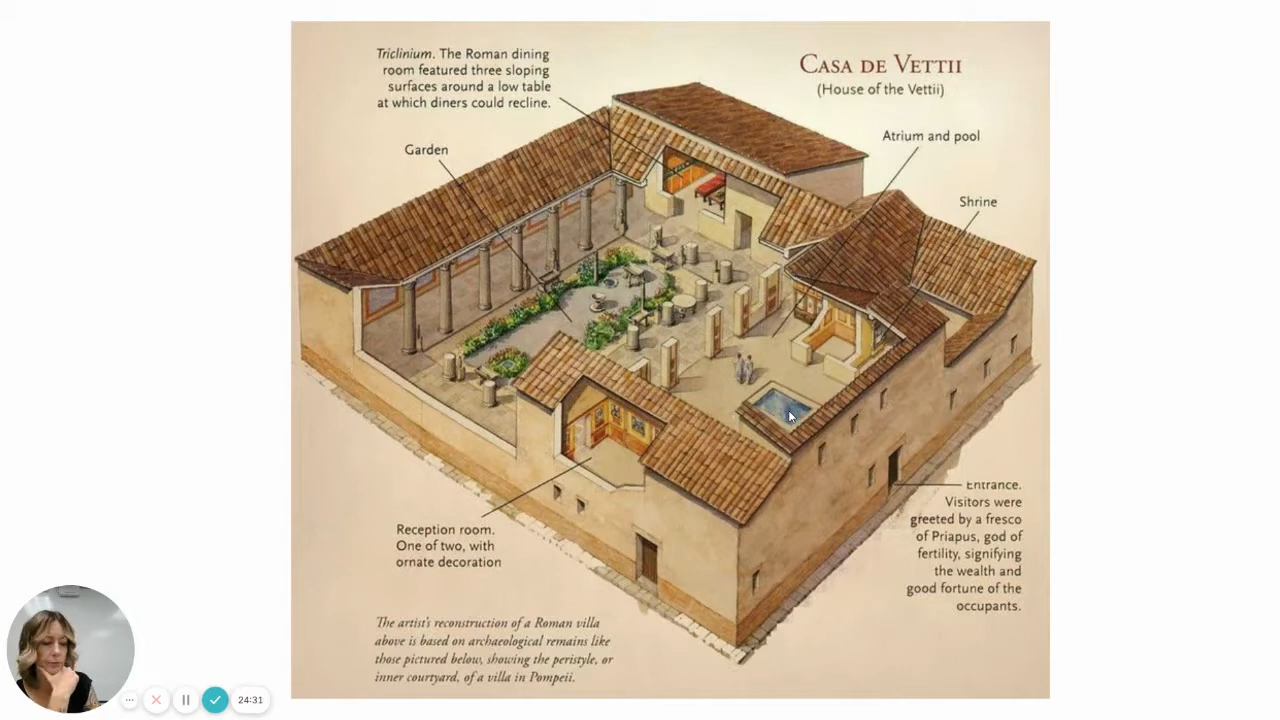 Triclinium. The Roman dining
room featured three sloping
surfaces around a low table
at which diners could recline.
CASA DE VETTII
(House of the Vettii)
Garden
Atrium and pool
Shrine
Entrance.
Visitors were
greeted by a fresco
of Priapus, god of
fertility, signifying
the wealth and
good fortune of the
occupants.
Reception room.
One of two, with
ornate decoration
The artist's reconstruction of a Roman villa
above is based on archaeological remains like
those pictured below, showing the peristyle, or
inner courtyard, of a villa in Pompeii.
24:31